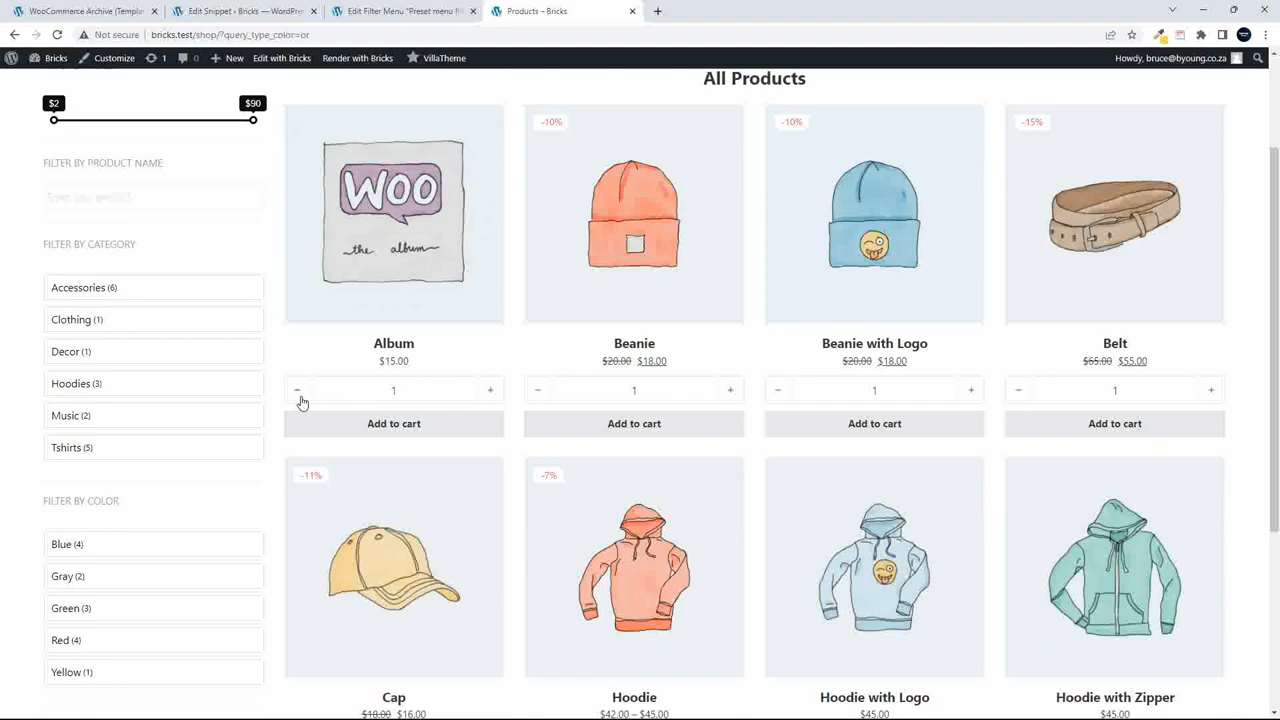 WooCommerce Archive (Templa
Edit Snippet ‹ Bricks — WordPre
Edit Filter Menu "Preset menu fil
Products – Bricks
Not secure
bricks.test/shop/?query_type_color=or
Bricks
Customize
1
0
New
Edit with Bricks
Render with Bricks
VillaTheme
Howdy, bruce@byoung.co.za
All Products
$2
$90
FILTER BY PRODUCT NAME
FILTER BY CATEGORY
Accessories (6)
Clothing (1)
Decor (1)
Hoodies (3)
Music (2)
Tshirts (5)
FILTER BY COLOR
Blue (4)
Gray (2)
Green (3)
Red (4)
Yellow (1)
WOO
the album
Album
$15.00
− 1 +
Add to cart
-10%
Beanie
$20.00 $18.00
− 1 +
Add to cart
-10%
Beanie with Logo
$20.00 $18.00
− 1 +
Add to cart
-15%
Belt
$65.00 $55.00
− 1 +
Add to cart
-11%
Cap
$18.00 $16.00
-7%
Hoodie
$42.00 – $45.00
Hoodie with Logo
$45.00
Hoodie with Zipper
$45.00